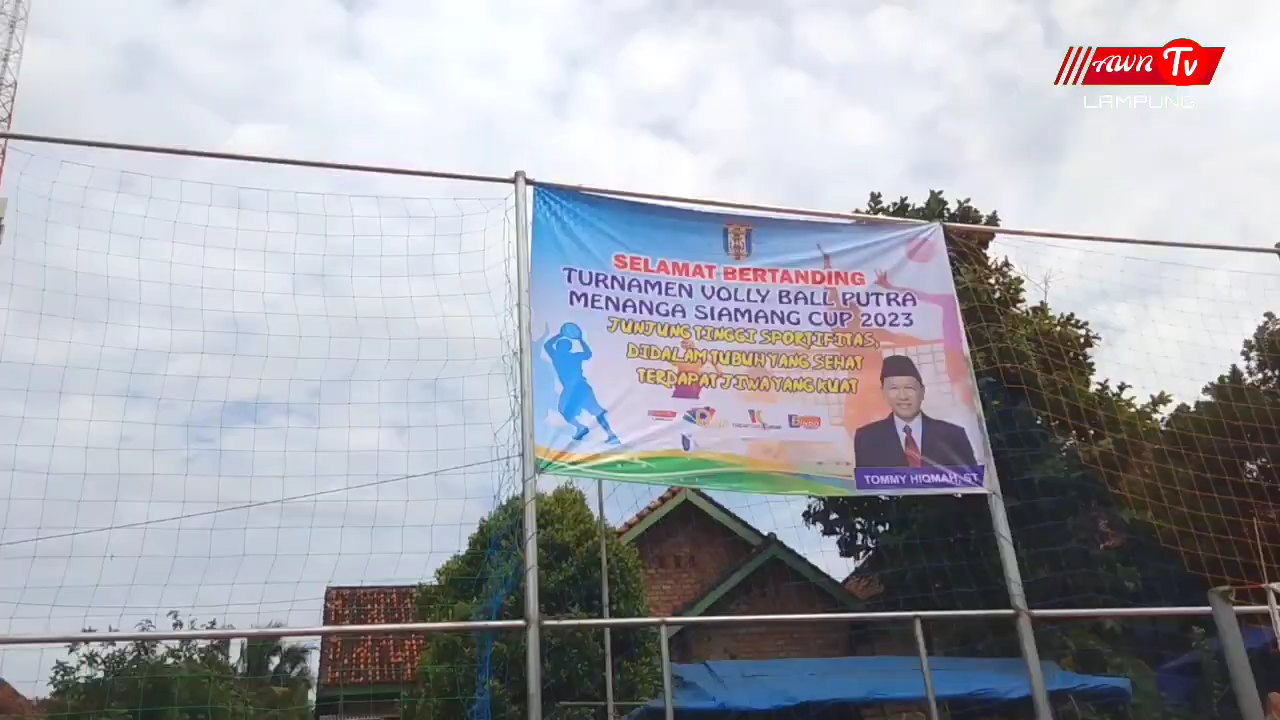 AWN Tv
LAMPUNG
SELAMAT BERTANDING
TURNAMEN VOLLY BALL PUTRA
MENANGA SIAMANG CUP 2023
JUNJUNG TINGGI SPORTIFITAS,
DIDALAM TUBUH YANG SEHAT
TERDAPAT JIWA YANG KUAT
TOMMY HIQMAH, ST